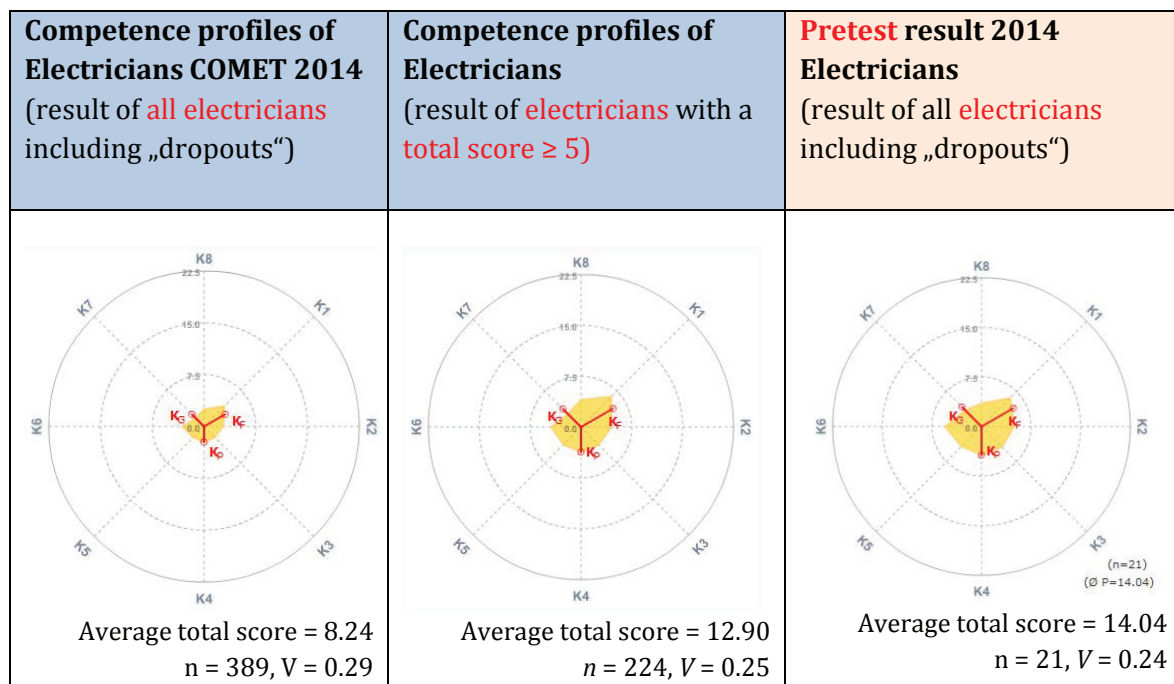 Competence profiles of
Electricians COMET 2014
(result of all electricians
including „dropouts“)
Competence profiles of
Electricians
(result of electricians with a
total score ≥ 5)
Pretest result 2014
Electricians
(result of all electricians
including „dropouts“)
K8
22.5
K7
K1
15.0
7.5
KG
KF
K6
0.0
K2
KP
K5
K3
K4
Average total score = 8.24
n = 389, V = 0.29
K8
22.5
K7
K1
15.0
7.5
KG
KF
K6
0.0
K2
KP
K5
K3
K4
Average total score = 12.90
n = 224, V = 0.25
K8
22.5
K7
K1
15.0
7.5
KG
KF
K6
0.0
K2
KP
K5
K3
(n=21)
(Ø P=14.04)
K4
Average total score = 14.04
n = 21, V = 0.24